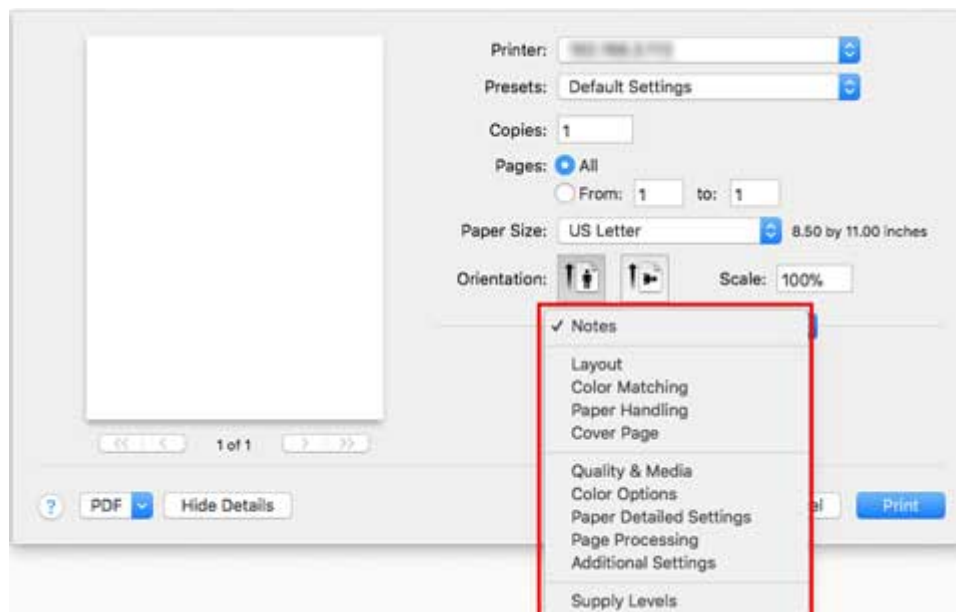 Printer:
Presets: Default Settings
Copies: 1
Pages: All
From: 1 to: 1
Paper Size: US Letter 8.50 by 11.00 inches
Orientation: Scale: 100%
✓ Notes
Layout
Color Matching
Paper Handling
Cover Page
1 of 1
Quality & Media
Color Options
Paper Detailed Settings
Page Processing
Additional Settings
Supply Levels
? PDF Hide Details Print